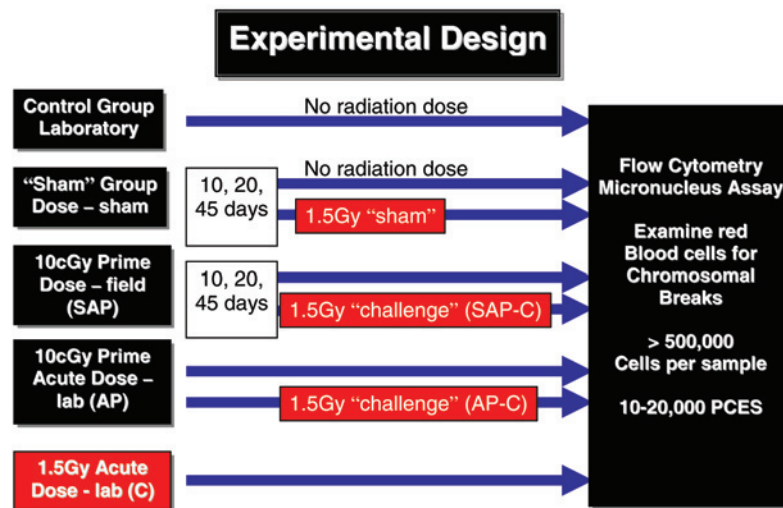 Experimental Design
Control Group
Laboratory
No radiation dose
“Sham” Group
Dose – sham
10, 20,
45 days
No radiation dose
1.5Gy “sham”
10cGy Prime
Dose – field
(SAP)
10, 20,
45 days
1.5Gy “challenge” (SAP-C)
10cGy Prime
Acute Dose –
lab (AP)
1.5Gy “challenge” (AP-C)
1.5Gy Acute
Dose - lab (C)
Flow Cytometry
Micronucleus Assay
Examine red
Blood cells for
Chromosomal
Breaks
> 500,000
Cells per sample
10-20,000 PCES